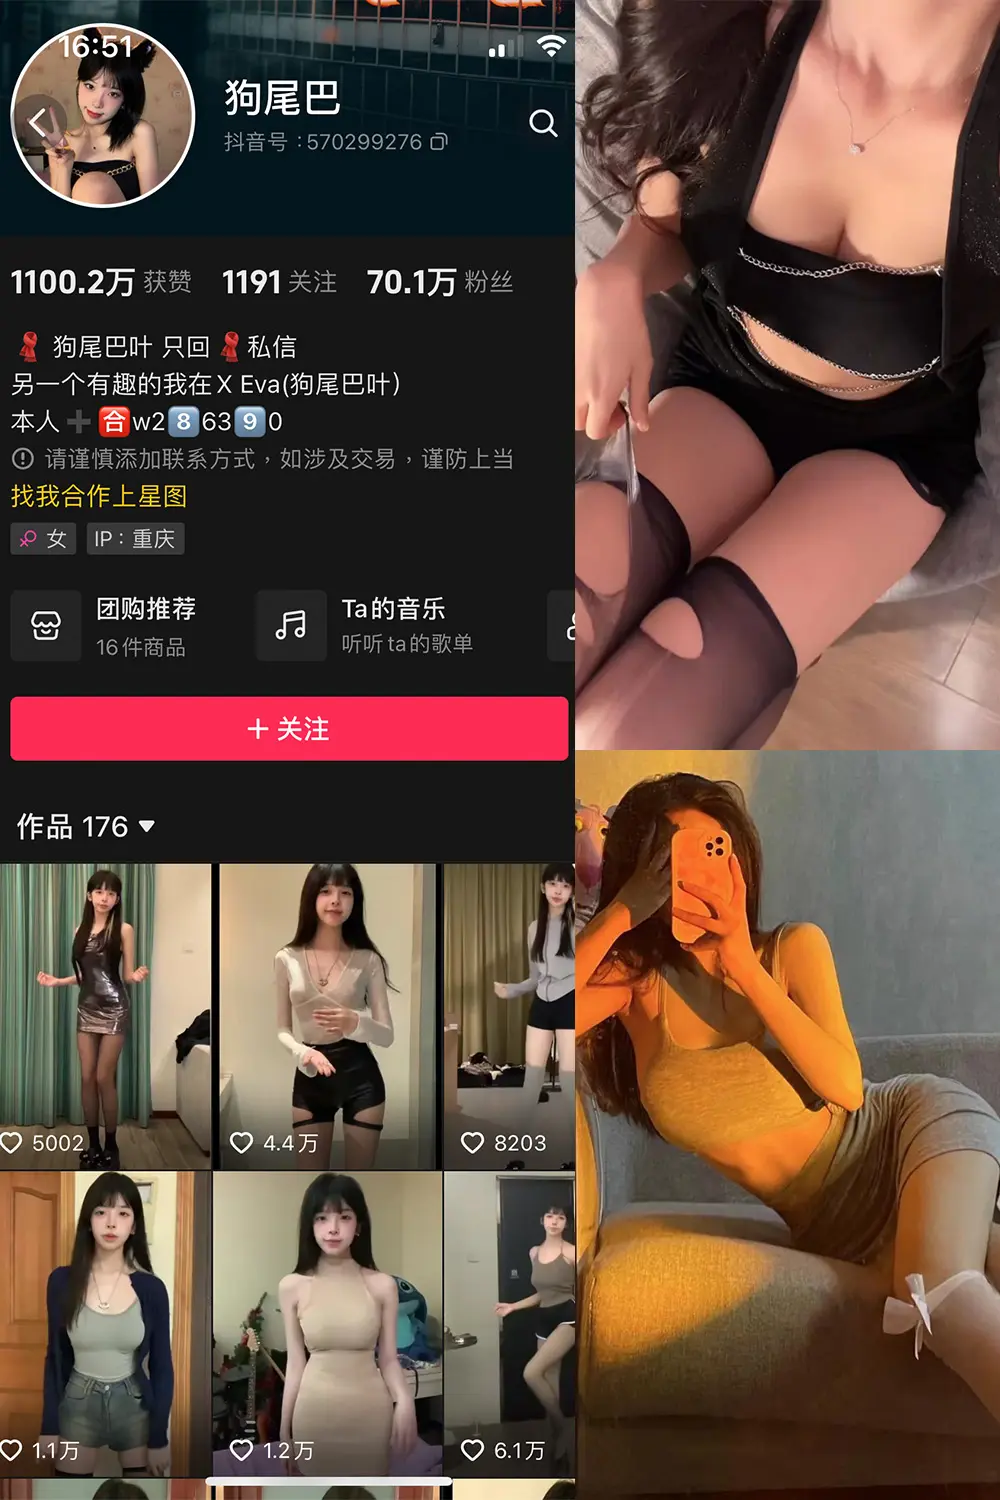 16:51
狗尾巴
抖音号：570299276
1100.2万 获赞 1191 关注 70.1万 粉丝
🧣 狗尾巴叶 只回 🧣 私信
另一个有趣的我在 X Eva(狗尾巴叶）
本人➕🈴w28️⃣639️⃣0
请谨慎添加联系方式，如涉及交易，谨防上当
找我合作上星图
女 IP：重庆
团购推荐 Ta的音乐
16件商品 听听ta的歌单
+ 关注
作品 176
5002 4.4万 8203
1.1万 1.2万 6.1万